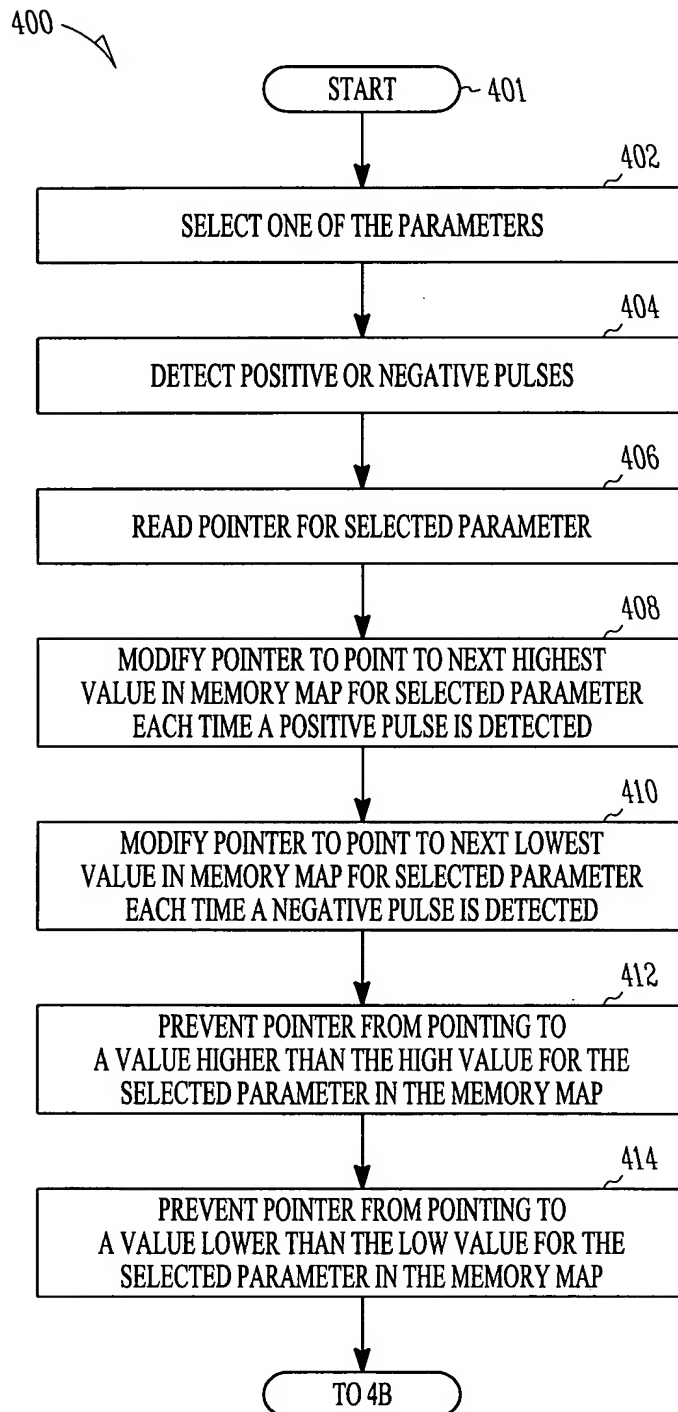 400
START
401
402
SELECT ONE OF THE PARAMETERS
404
DETECT POSITIVE OR NEGATIVE PULSES
406
READ POINTER FOR SELECTED PARAMETER
408
MODIFY POINTER TO POINT TO NEXT HIGHEST
VALUE IN MEMORY MAP FOR SELECTED PARAMETER
EACH TIME A POSITIVE PULSE IS DETECTED
410
MODIFY POINTER TO POINT TO NEXT LOWEST
VALUE IN MEMORY MAP FOR SELECTED PARAMETER
EACH TIME A NEGATIVE PULSE IS DETECTED
412
PREVENT POINTER FROM POINTING TO
A VALUE HIGHER THAN THE HIGH VALUE FOR THE
SELECTED PARAMETER IN THE MEMORY MAP
414
PREVENT POINTER FROM POINTING TO
A VALUE LOWER THAN THE LOW VALUE FOR THE
SELECTED PARAMETER IN THE MEMORY MAP
TO 4B